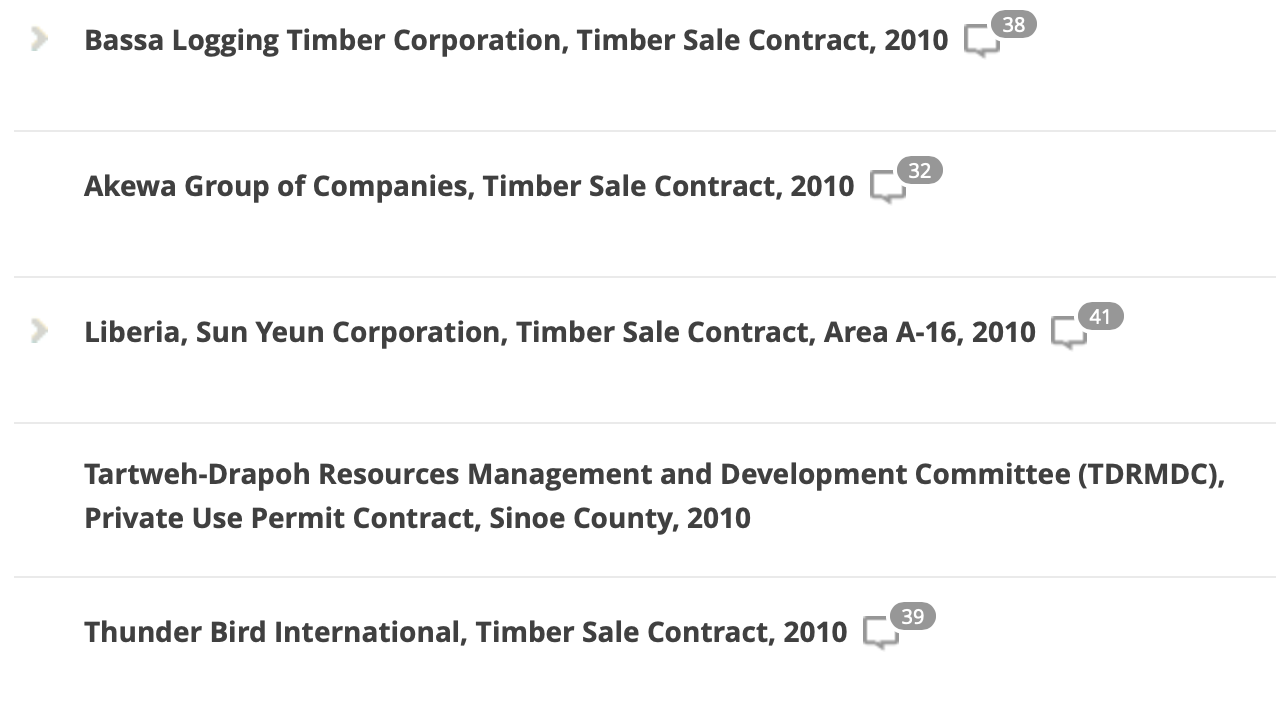 Bassa Logging Timber Corporation, Timber Sale Contract, 2010 38
Akewa Group of Companies, Timber Sale Contract, 2010 32
Liberia, Sun Yeun Corporation, Timber Sale Contract, Area A-16, 2010 41
Tartweh-Drapoh Resources Management and Development Committee (TDRMDC),
Private Use Permit Contract, Sinoe County, 2010
Thunder Bird International, Timber Sale Contract, 2010 39